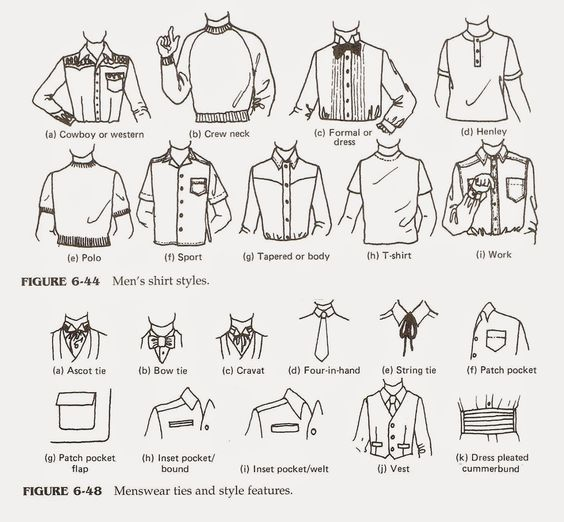 (a) Cowboy or western
(b) Crew neck
(c) Formal or
dress
(d) Henley
(e) Polo
(f) Sport
(g) Tapered or body
(h) T-shirt
(i) Work
FIGURE 6-44 Men's shirt styles.
(a) Ascot tie
(b) Bow tie
(c) Cravat
(d) Four-in-hand
(e) String tie
(f) Patch pocket
(g) Patch pocket
flap
(h) Inset pocket/
bound
(i) Inset pocket/welt
(j) Vest
(k) Dress pleated
cummerbund
FIGURE 6-48 Menswear ties and style features.